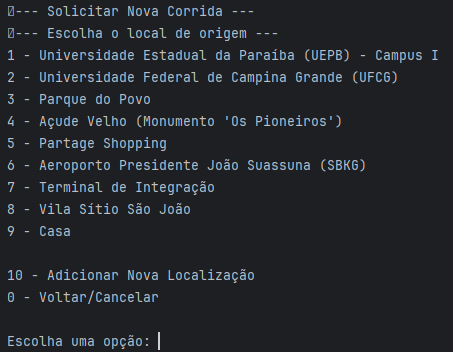 --- Solicitar Nova Corrida ---
--- Escolha o local de origem ---
1 - Universidade Estadual da Paraíba (UEPB) - Campus I
2 - Universidade Federal de Campina Grande (UFCG)
3 - Parque do Povo
4 - Açude Velho (Monumento 'Os Pioneiros')
5 - Partage Shopping
6 - Aeroporto Presidente João Suassuna (SBKG)
7 - Terminal de Integração
8 - Vila Sítio São João
9 - Casa
10 - Adicionar Nova Localização
0 - Voltar/Cancelar
Escolha uma opção: